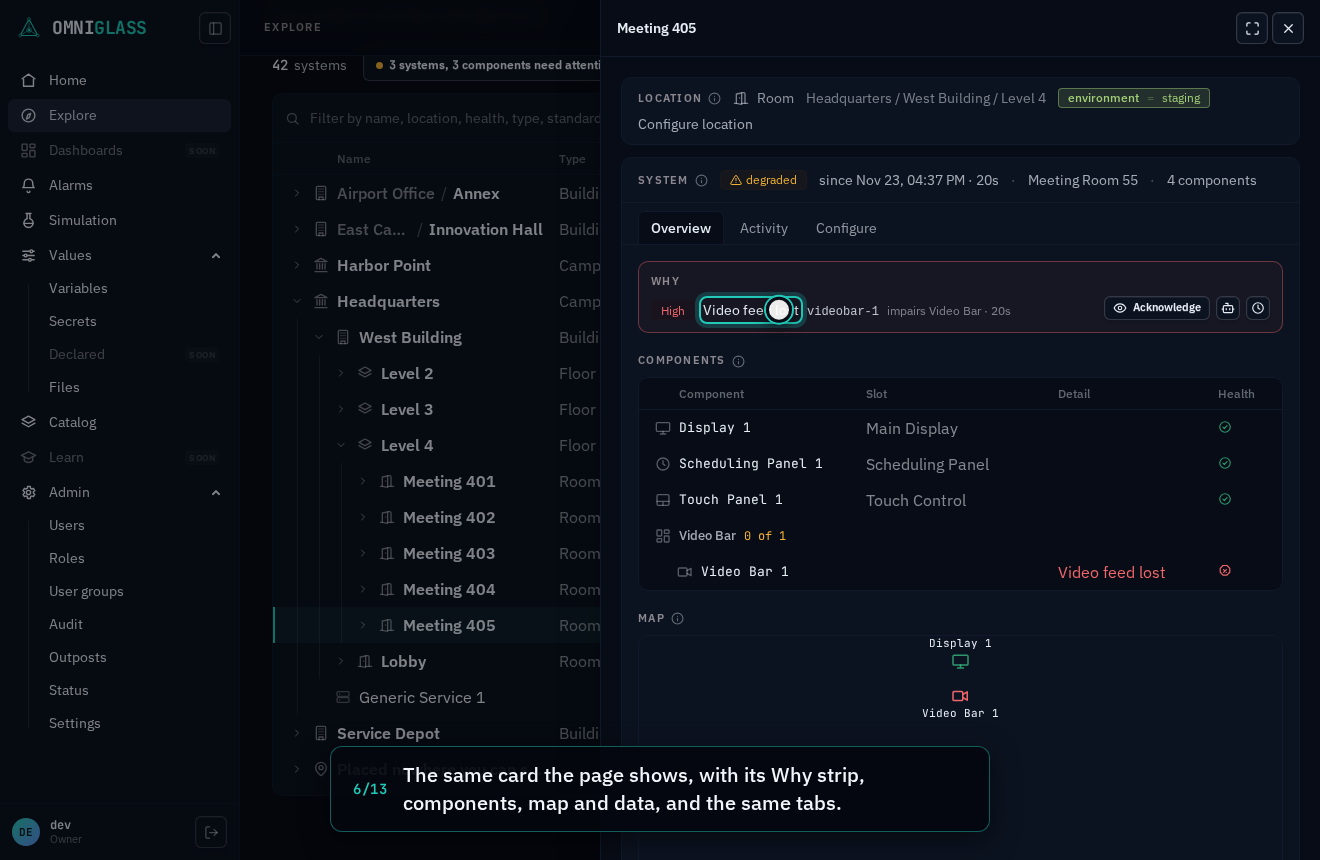 OMNIGLASS
Home
Explore
Dashboards SOON
Alarms
Simulation
Values
Variables
Secrets
Declared SOON
Files
Catalog
Learn SOON
Admin
Users
Roles
User groups
Audit
Outposts
Status
Settings
DE dev
Owner
EXPLORE
42 systems
3 systems, 3 components need attenti
Filter by name, location, health, type, standard
Name Type
Airport Office / Annex Buildi
East Ca... / Innovation Hall Buildi
Harbor Point Camp
Headquarters Camp
West Building Buildi
Level 2 Floor
Level 3 Floor
Level 4 Floor
Meeting 401 Room
Meeting 402 Room
Meeting 403 Room
Meeting 404 Room
Meeting 405 Room
Lobby Room
Generic Service 1
Service Depot Buildi
Meeting 405
LOCATION Room Headquarters / West Building / Level 4 environment = staging
Configure location
SYSTEM degraded since Nov 23, 04:37 PM · 20s · Meeting Room 55 · 4 components
Overview Activity Configure
WHY
High Video fee t videobar-1 impairs Video Bar · 20s Acknowledge
COMPONENTS
Component Slot Detail Health
Display 1 Main Display
Scheduling Panel 1 Scheduling Panel
Touch Panel 1 Touch Control
Video Bar 0 of 1
Video Bar 1 Video feed lost
MAP
Display 1
Video Bar 1
6/13 The same card the page shows, with its Why strip,
components, map and data, and the same tabs.